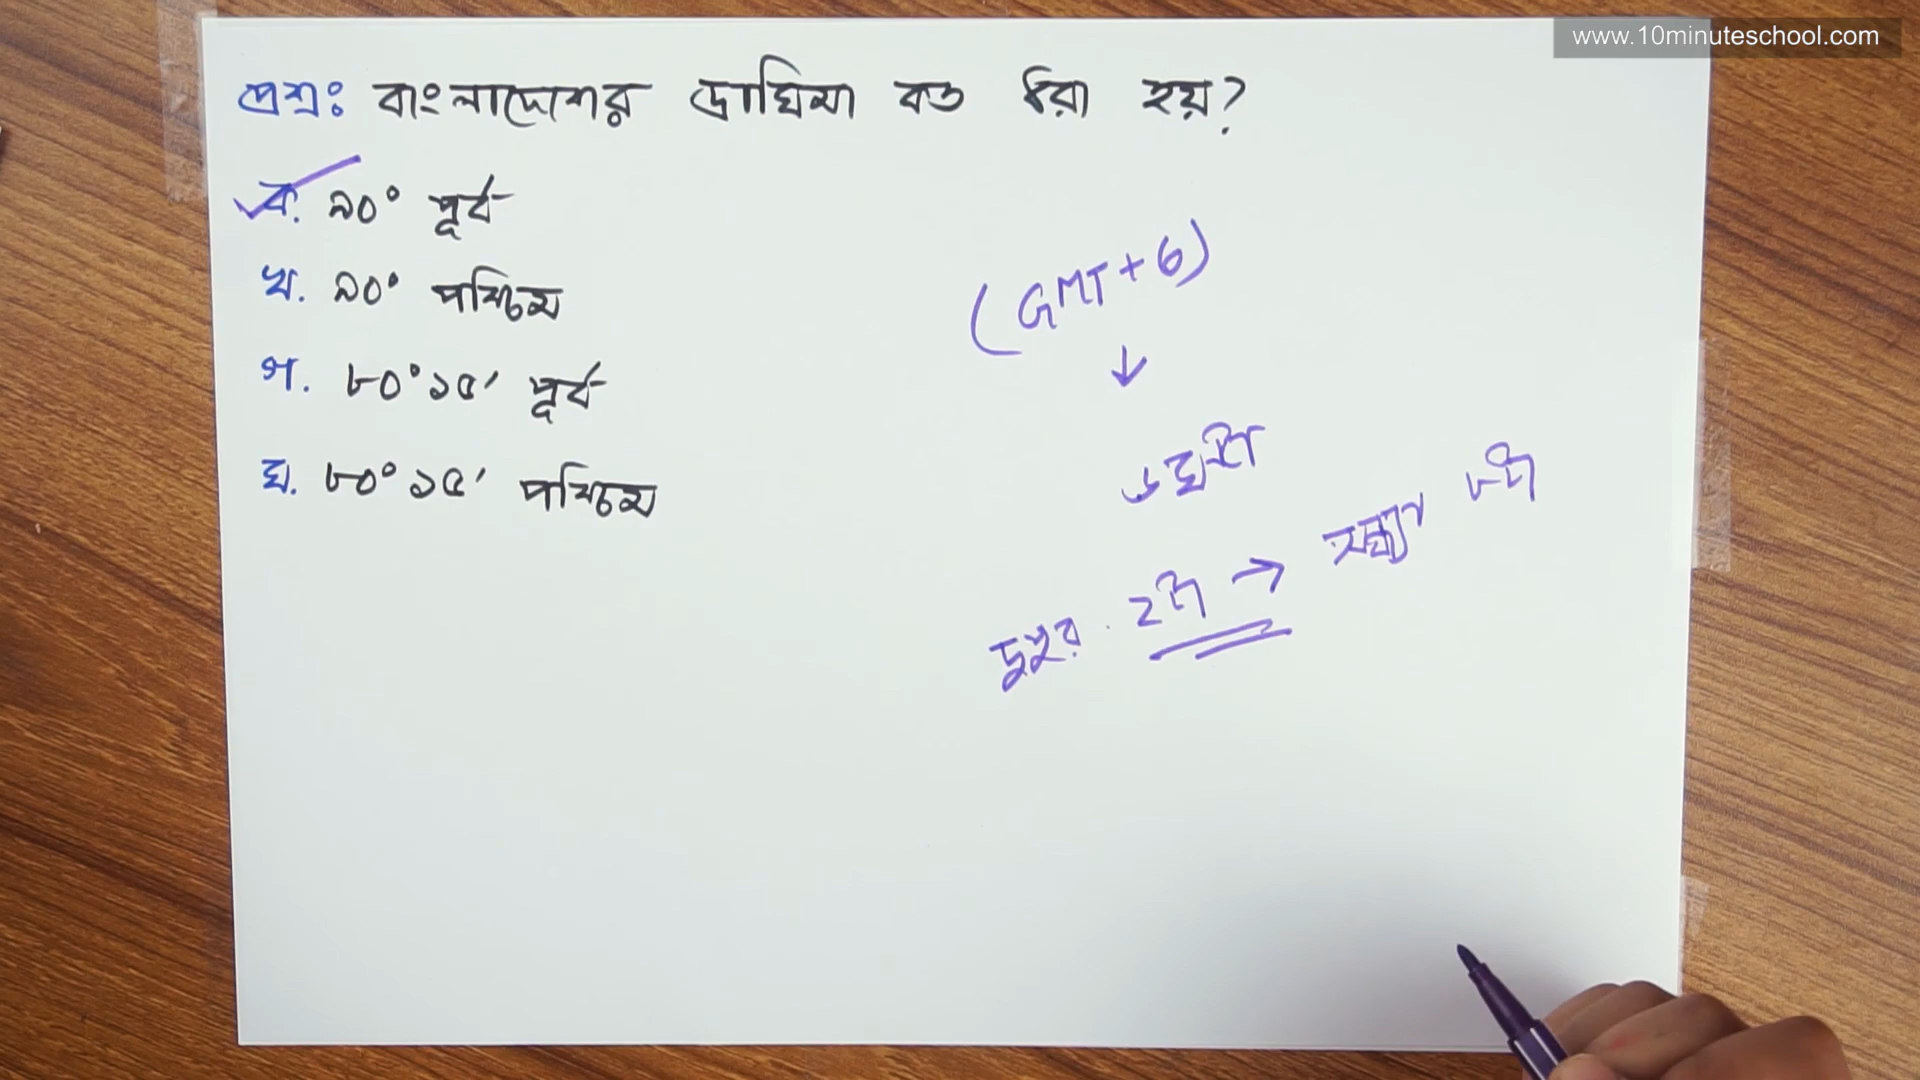 www.10minuteschool.com
প্রশ্নঃ বাংলাদেশের দ্রাঘিমা কত ধরা হয়?
ক. ৯০° পূর্ব
খ. ৯০° পশ্চিম
গ. ৮০°১৫′ পূর্ব
ঘ. ৮০°১৫′ পশ্চিম
(GMT+6)
↓
৬ ঘণ্টা
দুপুর ২টা → সন্ধ্যা ৮টা